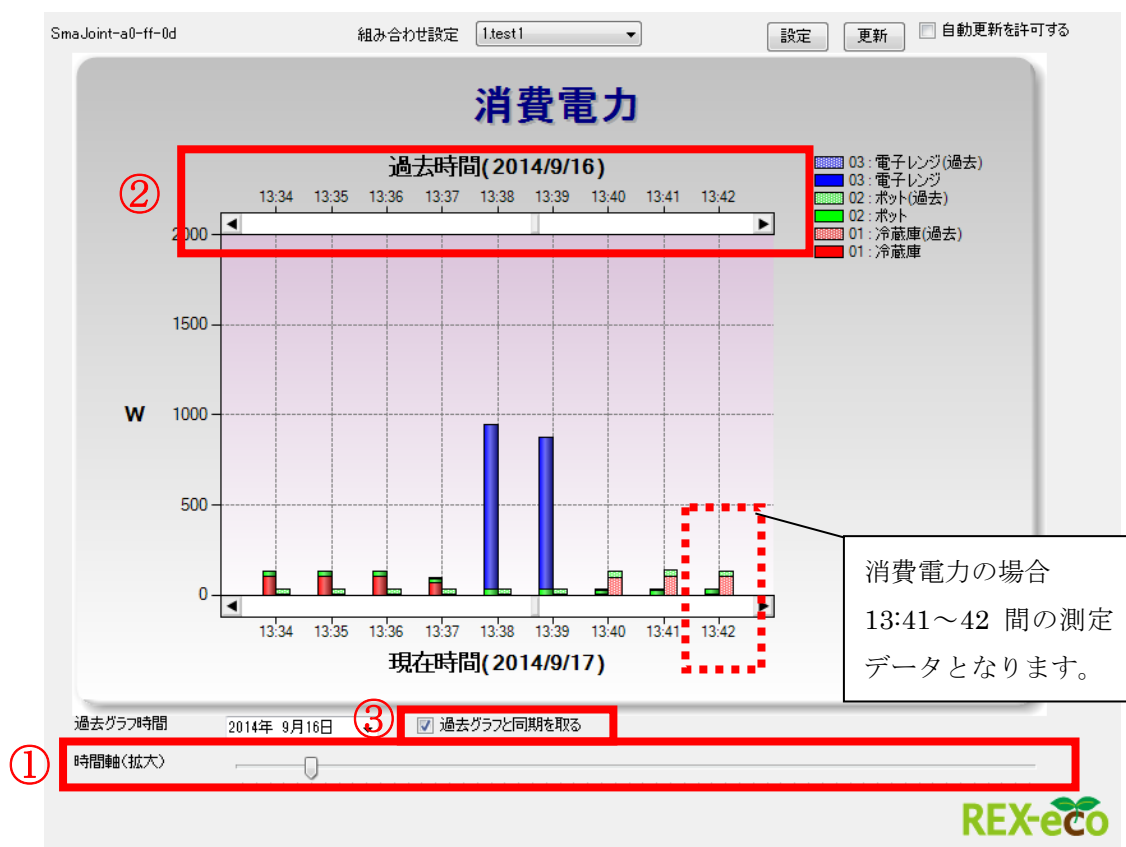 SmaJoint-a0-ff-0d 組み合わせ設定 1.test1 設定 更新 自動更新を許可する
消費電力
② 過去時間(2014/9/16)
13:34 13:35 13:36 13:37 13:38 13:39 13:40 13:41 13:42
03 : 電子レンジ(過去)
03 : 電子レンジ
02 : ポット(過去)
02 : ポット
01 : 冷蔵庫(過去)
01 : 冷蔵庫
2000
1500
W 1000
500
0
13:34 13:35 13:36 13:37 13:38 13:39 13:40 13:41 13:42
現在時間(2014/9/17)
消費電力の場合
13:41～42 間の測定
データとなります。
過去グラフ時間 2014年 9月16日 ③ 過去グラフと同期を取る
① 時間軸(拡大)
REX-eco